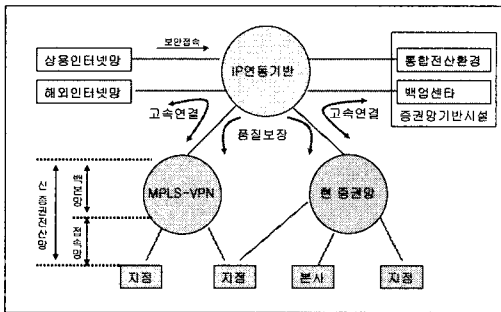 보안접속
상용인터넷망
IP연동기반
통합전산환경
해외인터넷망
백업센타
고속연결
고속연결
증권망기반시설
품질보장
신 증권전산망
백본망
MPLS-VPN
현 증권망
접속망
지점
지점
본사
지점